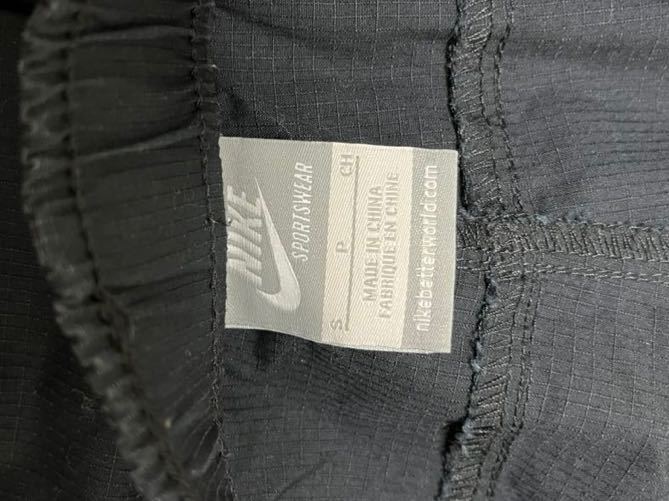 NIKE
SPORTSWEAR
S P CH
MADE IN CHINA
FABRIQUE EN CHINE
nikebetterworld.com